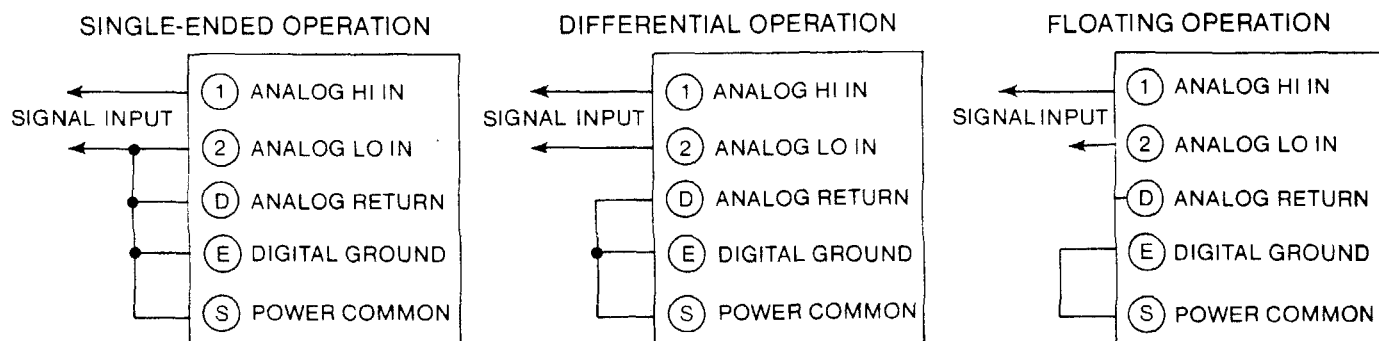 SINGLE-ENDED OPERATION
SIGNAL INPUT
1 ANALOG HI IN
2 ANALOG LO IN
D ANALOG RETURN
E DIGITAL GROUND
S POWER COMMON
DIFFERENTIAL OPERATION
SIGNAL INPUT
1 ANALOG HI IN
2 ANALOG LO IN
D ANALOG RETURN
E DIGITAL GROUND
S POWER COMMON
FLOATING OPERATION
SIGNAL INPUT
1 ANALOG HI IN
2 ANALOG LO IN
D ANALOG RETURN
E DIGITAL GROUND
S POWER COMMON